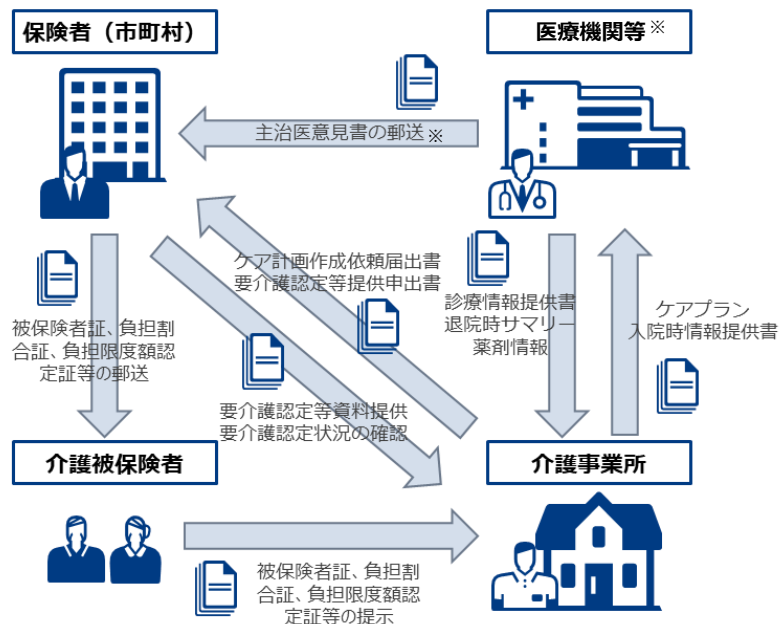 保険者（市町村）
医療機関等※
主治医意見書の郵送※
ケア計画作成依頼届出書
要介護認定等提供申出書
診療情報提供書
退院時サマリー
薬剤情報
ケアプラン
入院時情報提供書
被保険者証、負担割
合証、負担限度額認
定証等の郵送
要介護認定等資料提供
要介護認定状況の確認
介護被保険者
介護事業所
被保険者証、負担割
合証、負担限度額認
定証等の提示